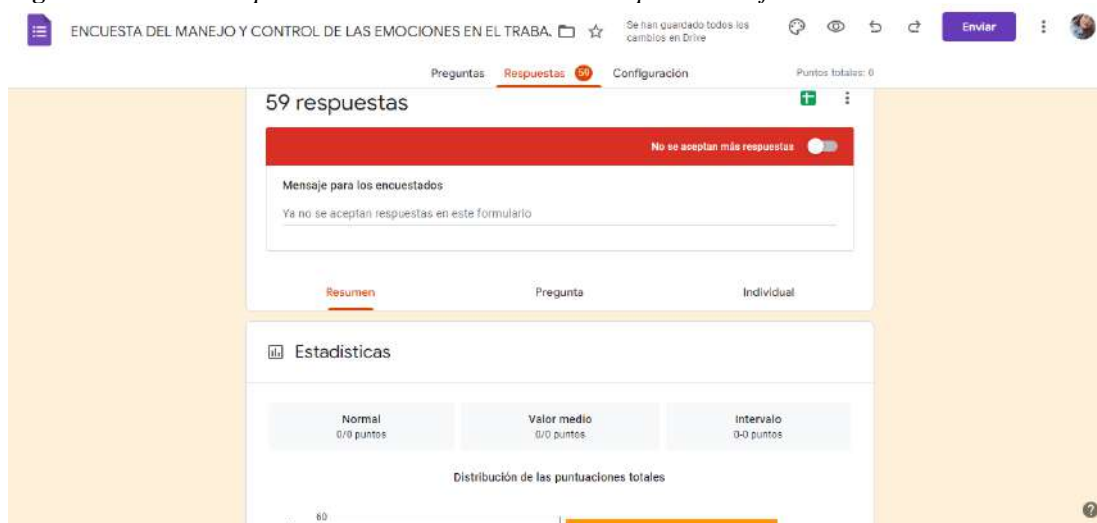 ENCUESTA DEL MANEJO Y CONTROL DE LAS EMOCIONES EN EL TRABA.
Se han guardado todos los
cambios en Drive
Enviar
Preguntas Respuestas 59 Configuración Puntos totales: 0
59 respuestas
No se aceptan más respuestas
Mensaje para los encuestados
Ya no se aceptan respuestas en este formulario
Resumen Pregunta Individual
Estadísticas
Normal Valor medio Intervalo
0/0 puntos 0/0 puntos 0-0 puntos
Distribución de las puntuaciones totales
60